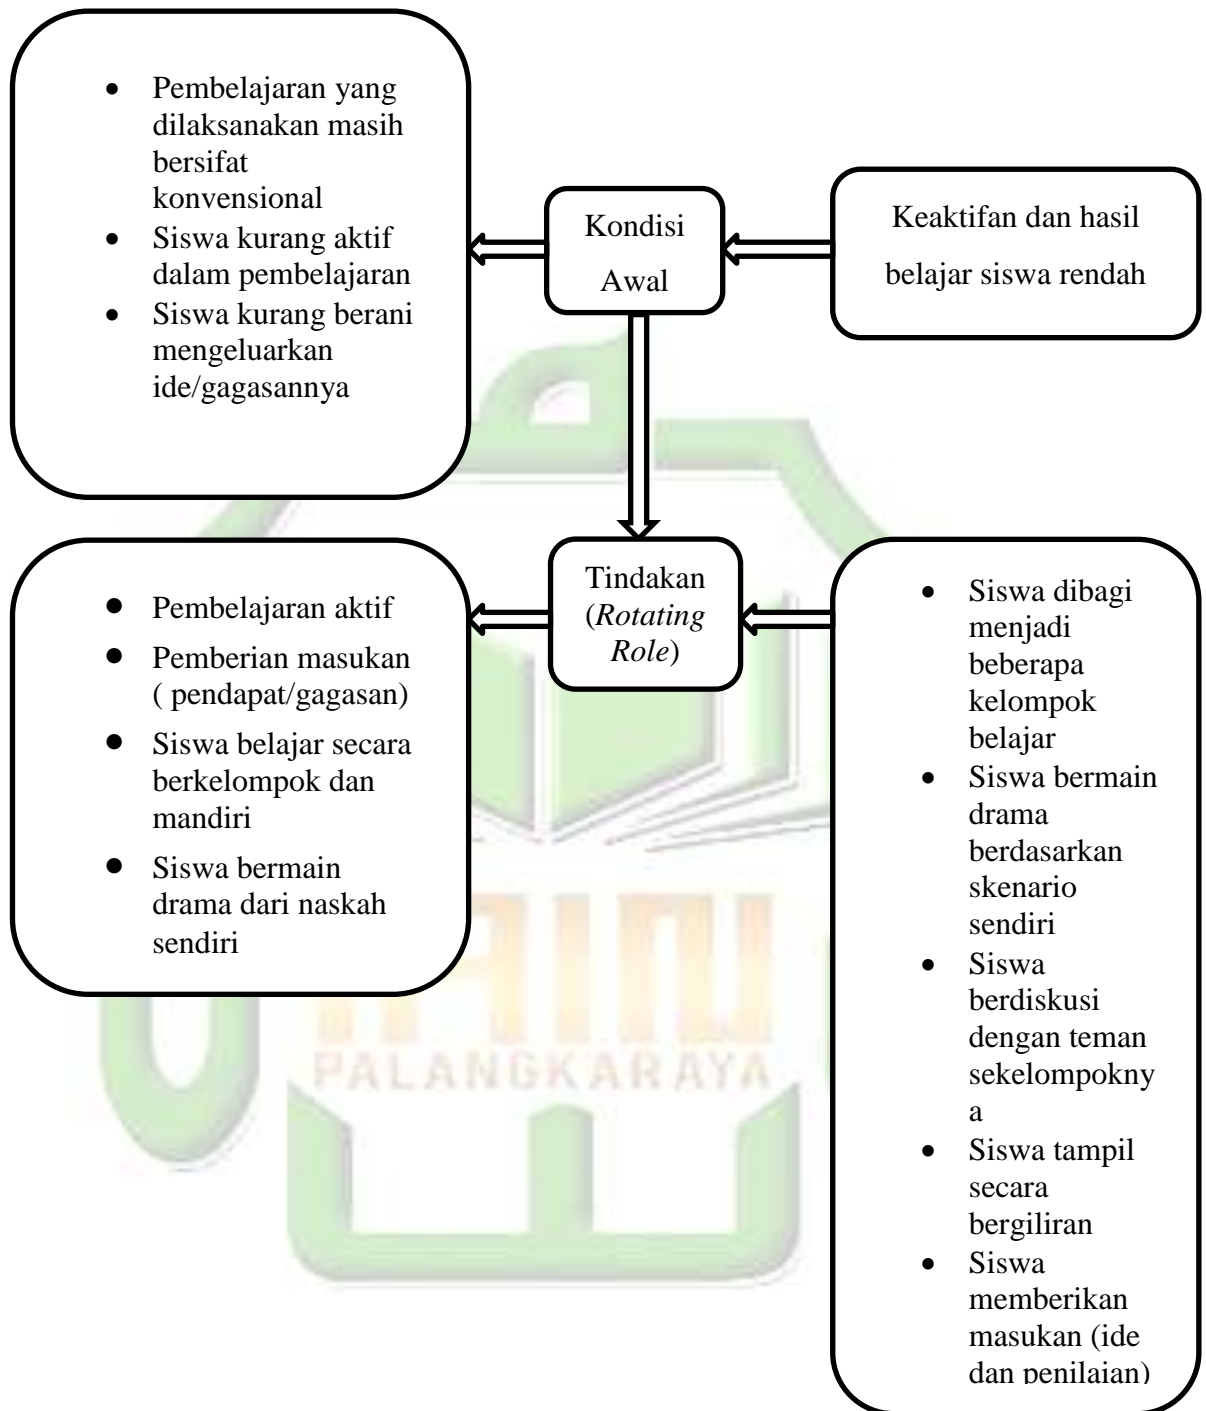 • Pembelajaran yang
dilaksanakan masih
bersifat
konvensional
• Siswa kurang aktif
dalam pembelajaran
• Siswa kurang berani
mengeluarkan
ide/gagasannya
Kondisi
Awal
Keaktifan dan hasil
belajar siswa rendah
• Pembelajaran aktif
• Pemberian masukan
( pendapat/gagasan)
• Siswa belajar secara
berkelompok dan
mandiri
• Siswa bermain
drama dari naskah
sendiri
Tindakan
(Rotating
Role)
• Siswa dibagi
menjadi
beberapa
kelompok
belajar
• Siswa bermain
drama
berdasarkan
skenario
sendiri
• Siswa
berdiskusi
dengan teman
sekelompokny
a
• Siswa tampil
secara
bergiliran
• Siswa
memberikan
masukan (ide
dan penilaian)
IAIN
PALANGKARAYA